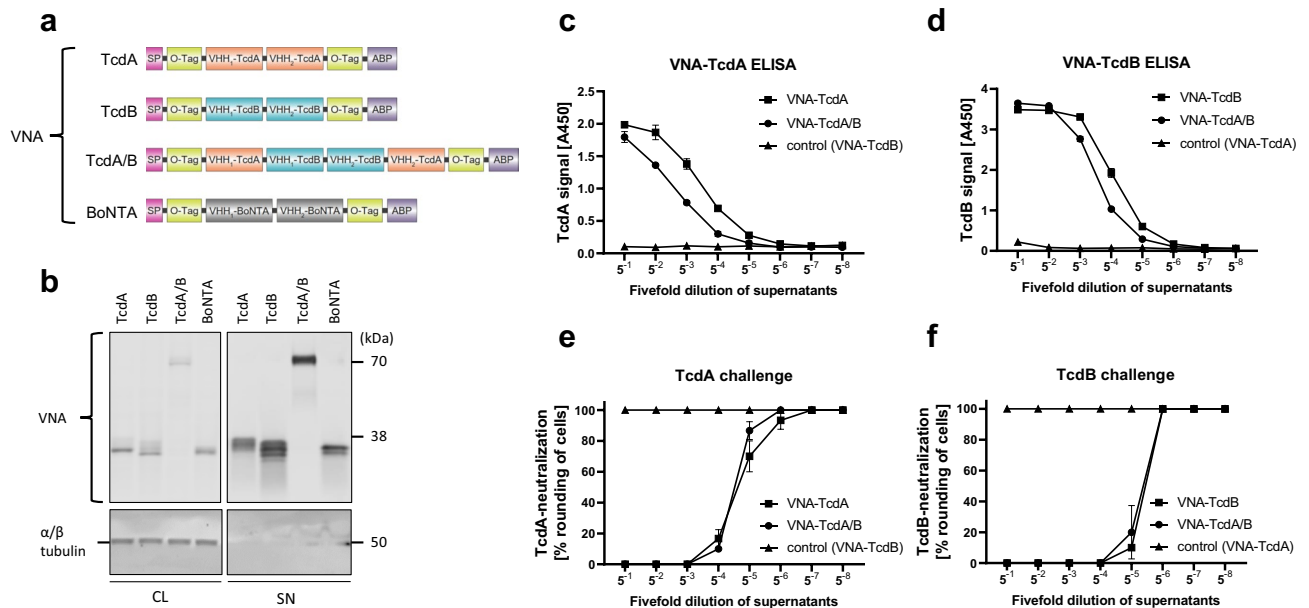 a
VNA
TcdA
SP O-Tag VHH₁-TcdA VHH₂-TcdA O-Tag ABP
TcdB
SP O-Tag VHH₁-TcdB VHH₂-TcdB O-Tag ABP
TcdA/B
SP O-Tag VHH₁-TcdA VHH₁-TcdB VHH₂-TcdB VHH₂-TcdA O-Tag ABP
BoNTA
SP O-Tag VHH₁-BoNTA VHH₂-BoNTA O-Tag ABP
b
TcdA TcdB TcdA/B BoNTA TcdA TcdB TcdA/B BoNTA
(kDa)
70
VNA
38
α/β
tubulin
50
CL SN
c
VNA-TcdA ELISA
TcdA signal [A450]
2.5
2.0
1.5
1.0
0.5
0.0
VNA-TcdA
VNA-TcdA/B
control (VNA-TcdB)
5⁻¹ 5⁻² 5⁻³ 5⁻⁴ 5⁻⁵ 5⁻⁶ 5⁻⁷ 5⁻⁸
Fivefold dilution of supernatants
d
VNA-TcdB ELISA
TcdB signal [A450]
4
3
2
1
0
VNA-TcdB
VNA-TcdA/B
control (VNA-TcdA)
5⁻¹ 5⁻² 5⁻³ 5⁻⁴ 5⁻⁵ 5⁻⁶ 5⁻⁷ 5⁻⁸
Fivefold dilution of supernatants
e
TcdA challenge
TcdA-neutralization
[% rounding of cells]
100
80
60
40
20
0
VNA-TcdA
VNA-TcdA/B
control (VNA-TcdB)
5⁻¹ 5⁻² 5⁻³ 5⁻⁴ 5⁻⁵ 5⁻⁶ 5⁻⁷ 5⁻⁸
Fivefold dilution of supernatants
f
TcdB challenge
TcdB-neutralization
[% rounding of cells]
100
80
60
40
20
0
VNA-TcdB
VNA-TcdA/B
control (VNA-TcdA)
5⁻¹ 5⁻² 5⁻³ 5⁻⁴ 5⁻⁵ 5⁻⁶ 5⁻⁷ 5⁻⁸
Fivefold dilution of supernatants